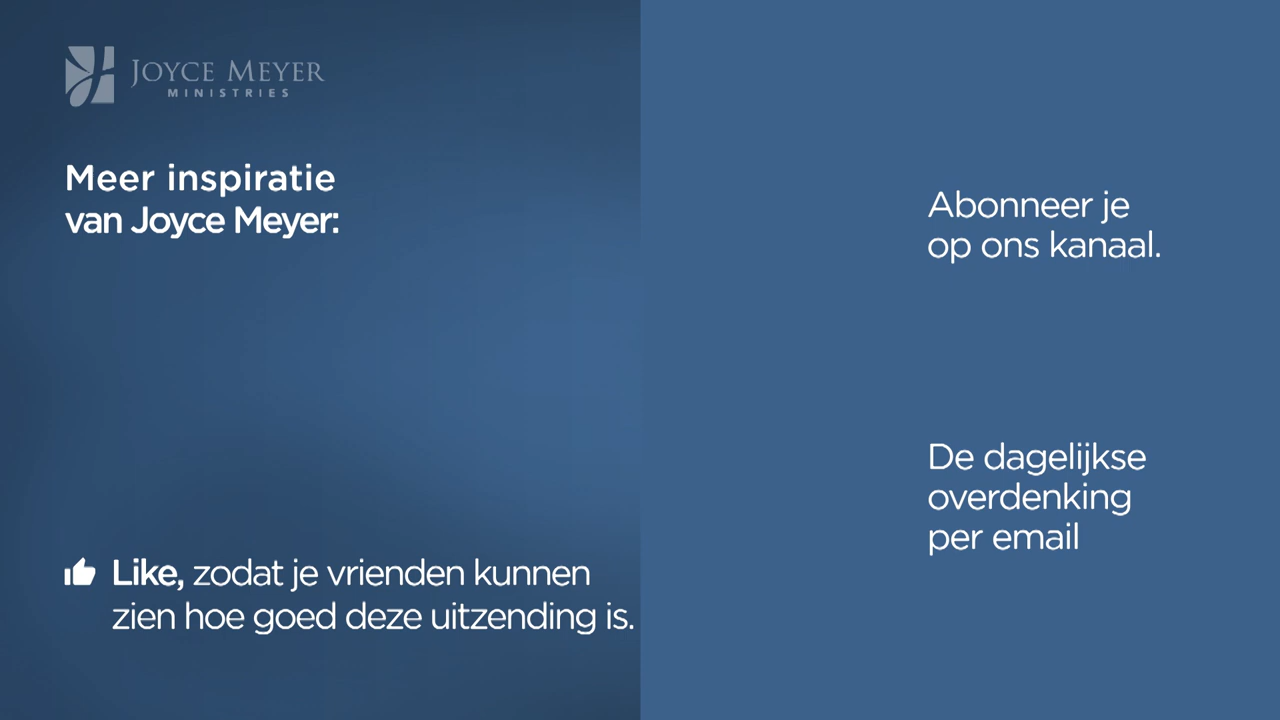 JOYCE MEYER
MINISTRIES
Meer inspiratie
van Joyce Meyer:
Like, zodat je vrienden kunnen
zien hoe goed deze uitzending is.
Abonneer je
op ons kanaal.
De dagelijkse
overdenking
per email